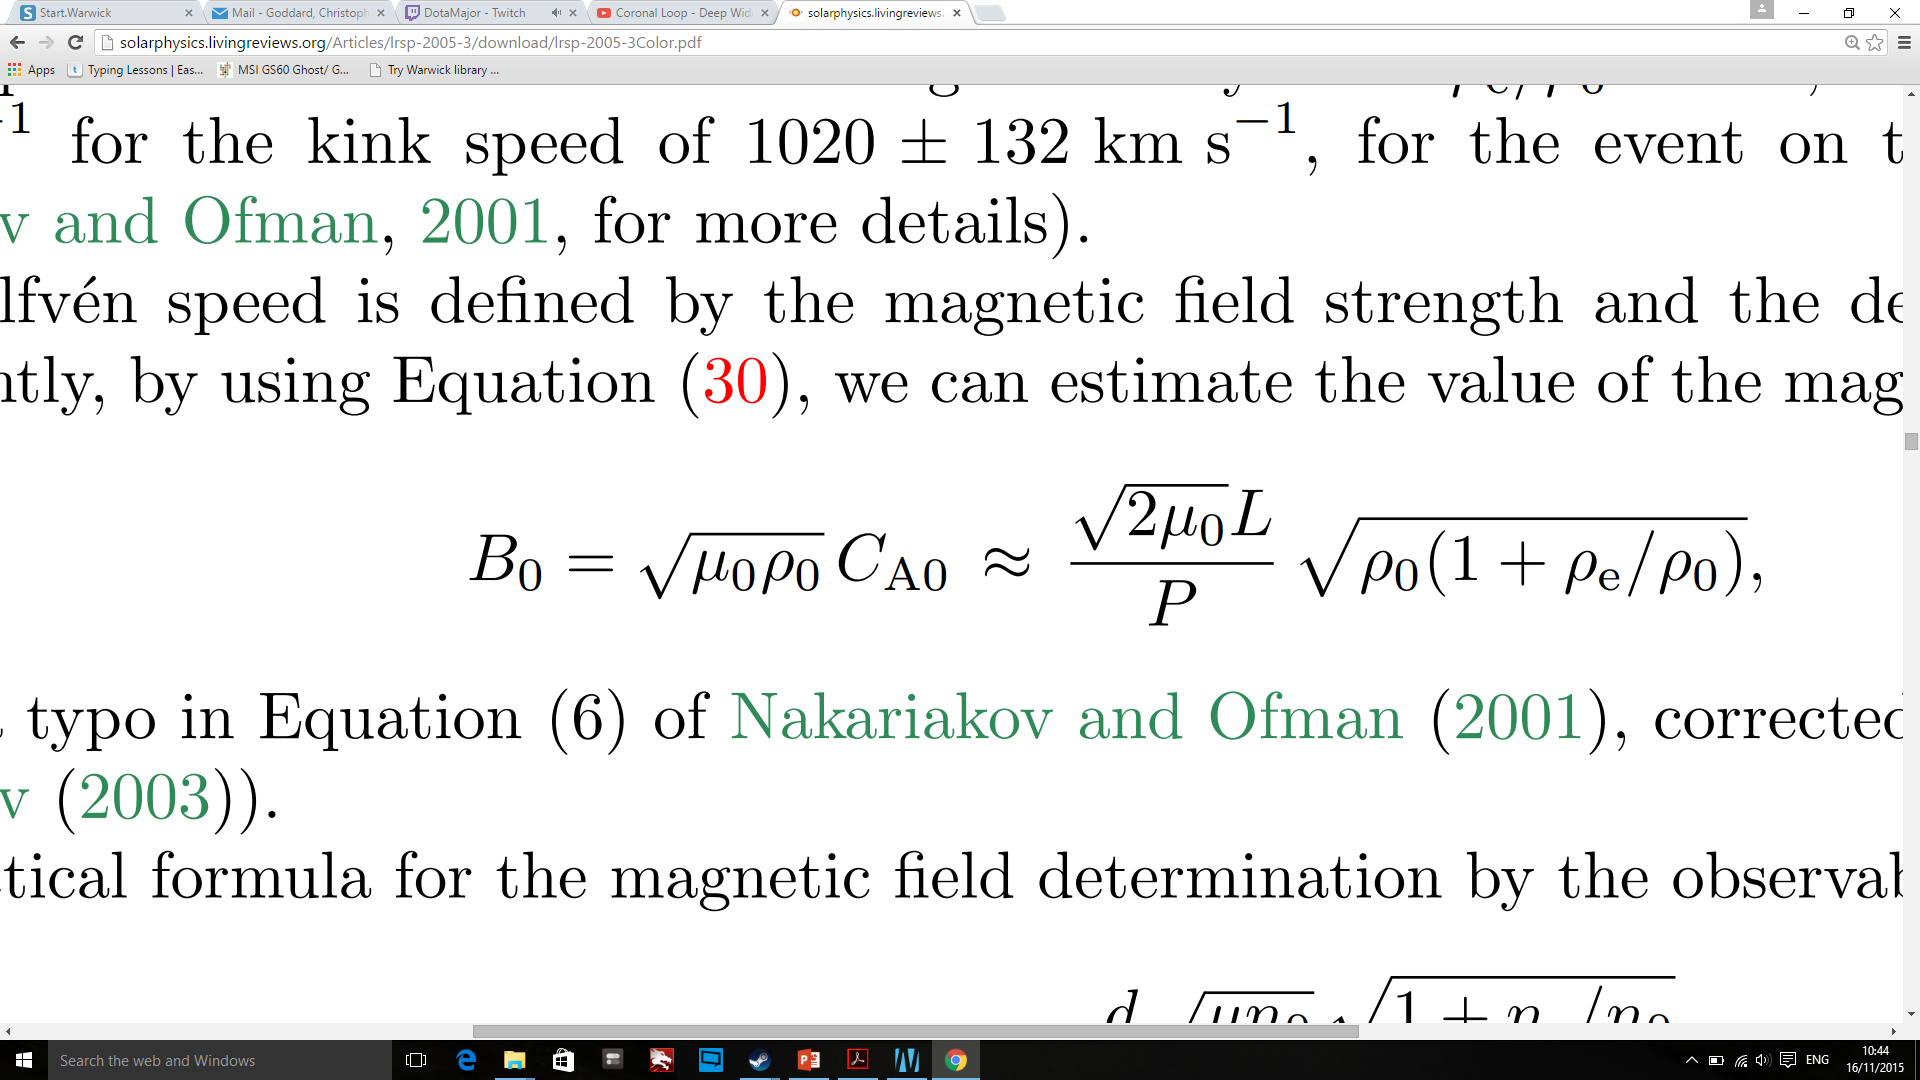 Start.Warwick
Mail - Goddard, Christoph
DotaMajor - Twitch
Coronal Loop - Deep Wid
solarphysics.livingreviews.
solarphysics.livingreviews.org/Articles/lrsp-2005-3/download/lrsp-2005-3Color.pdf
Apps
Typing Lessons | Eas...
MSI GS60 Ghost/ G...
Try Warwick library ...
-1 for the kink speed of 1020 ± 132 km s⁻¹, for the event on t
v and Ofman, 2001, for more details).
lfvén speed is defined by the magnetic field strength and the de
ntly, by using Equation (30), we can estimate the value of the mag
B₀ = √(μ₀ρ₀) C_A0 ≈ (√(2μ₀) L / P) √(ρ₀(1 + ρₑ/ρ₀)),
typo in Equation (6) of Nakariakov and Ofman (2001), corrected
v (2003)).
tical formula for the magnetic field determination by the observab
Search the web and Windows
ENG
10:44
16/11/2015